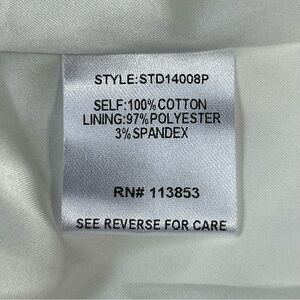 STYLE:STD14008P
SELF:100%COTTON
LINING:97%POLYESTER
3%SPANDEX
RN# 113853
SEE REVERSE FOR CARE